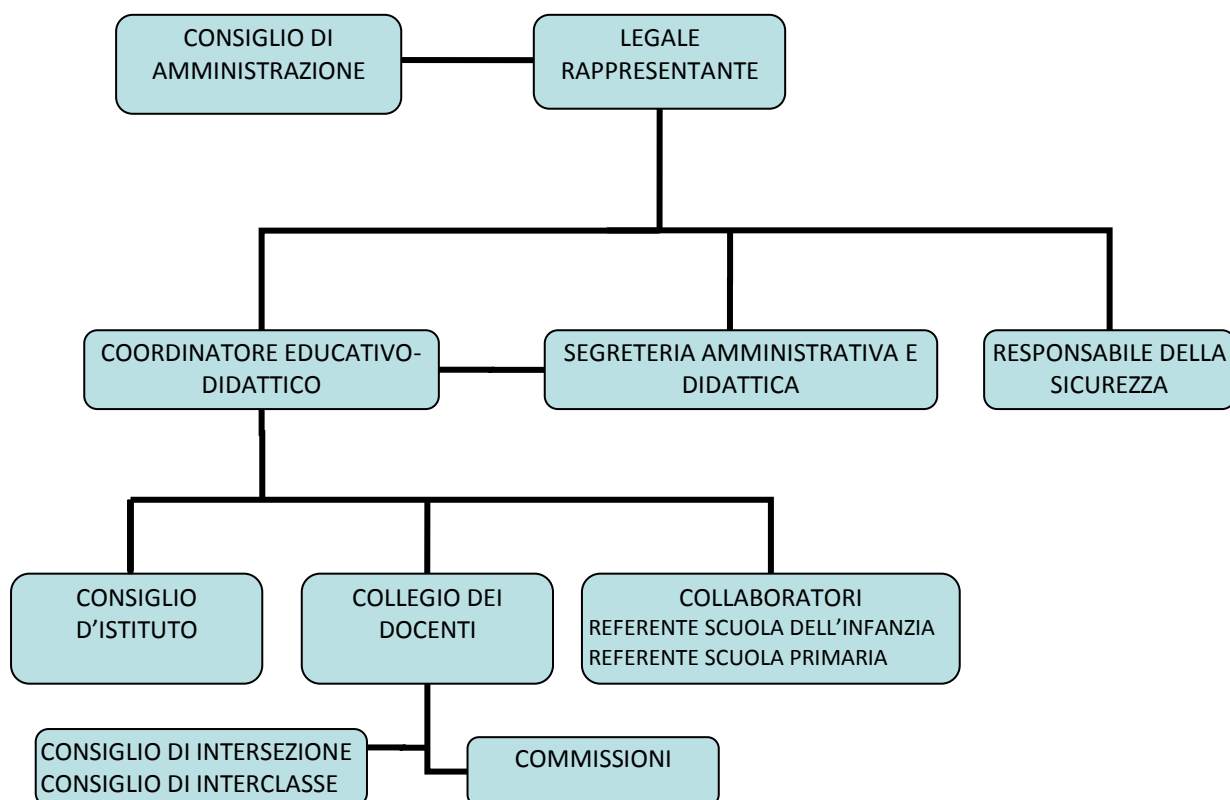 CONSIGLIO DI
AMMINISTRAZIONE
LEGALE
RAPPRESENTANTE
COORDINATORE EDUCATIVO-
DIDATTICO
SEGRETERIA AMMINISTRATIVA E
DIDATTICA
RESPONSABILE DELLA
SICUREZZA
CONSIGLIO
D’ISTITUTO
COLLEGIO DEI
DOCENTI
COLLABORATORI
REFERENTE SCUOLA DELL’INFANZIA
REFERENTE SCUOLA PRIMARIA
CONSIGLIO DI INTERSEZIONE
CONSIGLIO DI INTERCLASSE
COMMISSIONI